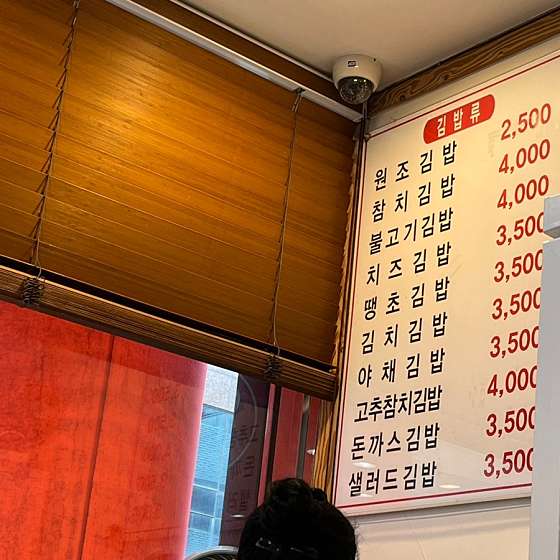 김밥류
원조김밥 2,500
참치김밥 4,000
불고기김밥 4,000
치즈김밥 3,500
땡초김밥 3,500
김치김밥 3,500
야채김밥 3,500
고추참치김밥 4,000
돈까스김밥 3,500
샐러드김밥 3,500